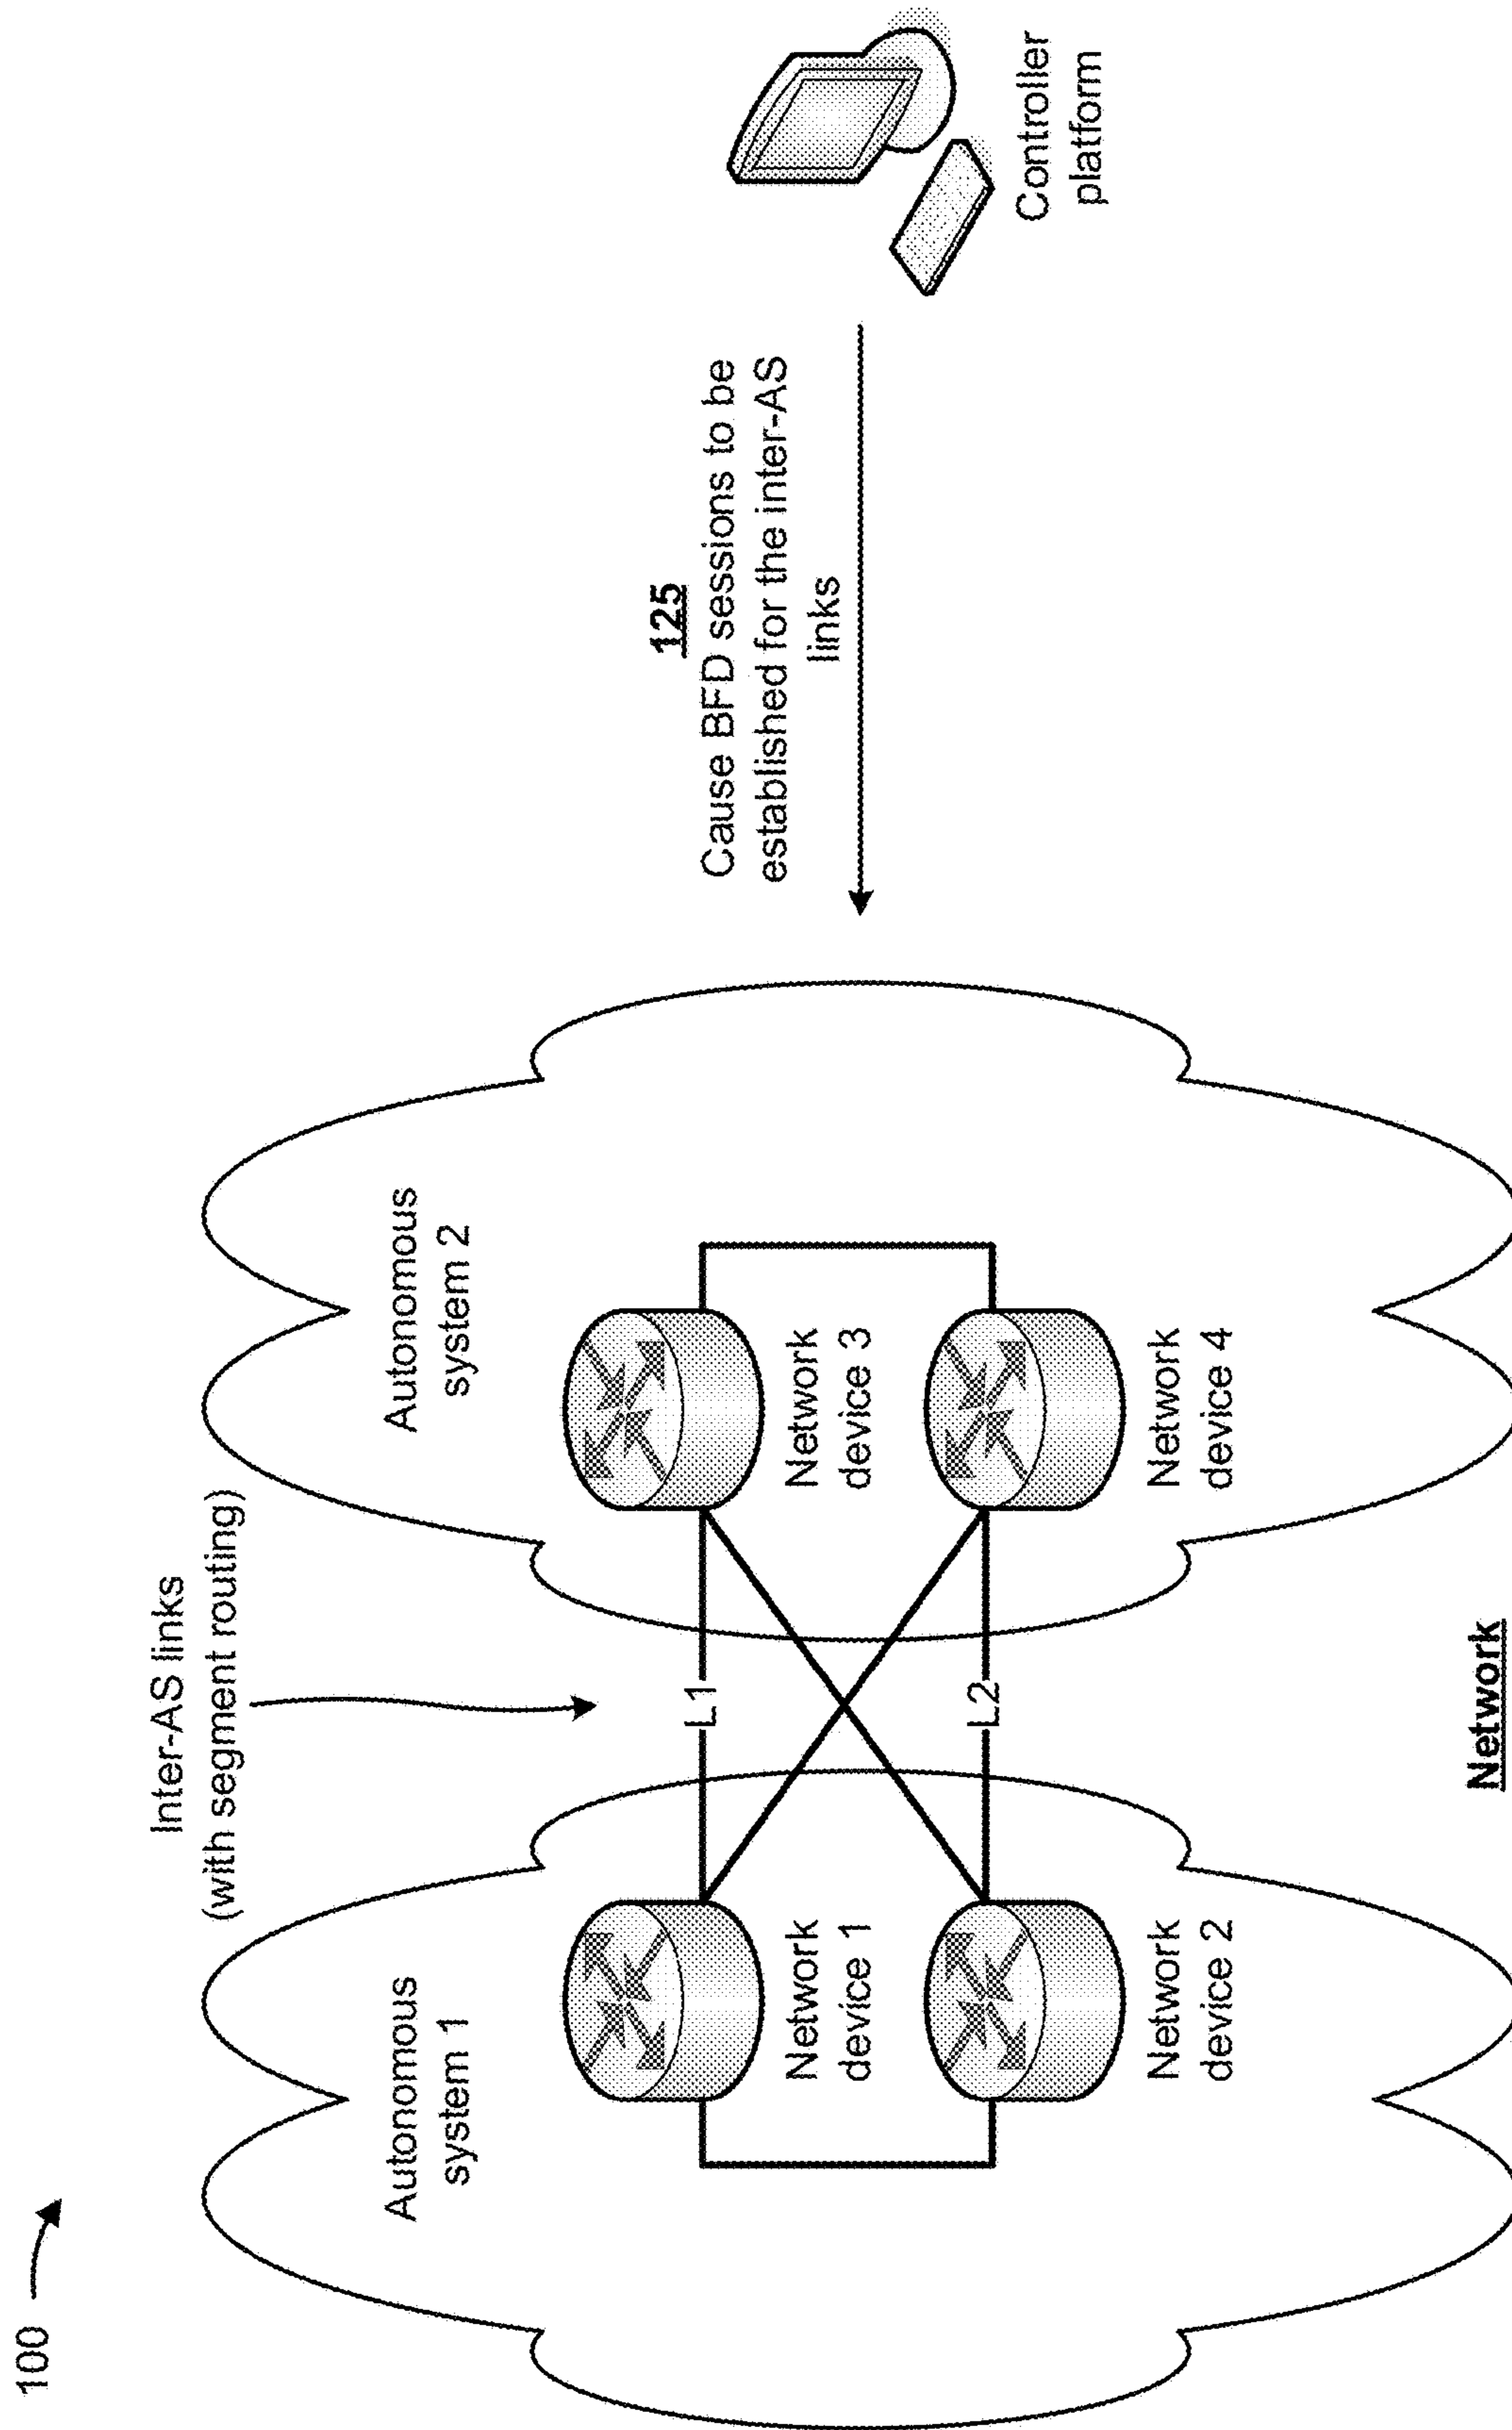 100
Inter-AS links
(with segment routing)
Autonomous
system 1
Autonomous
system 2
125
Cause BFD sessions to be
established for the inter-AS
links
L1
Network
device 1
Network
device 3
L2
Network
device 2
Network
device 4
Controller
platform
Network